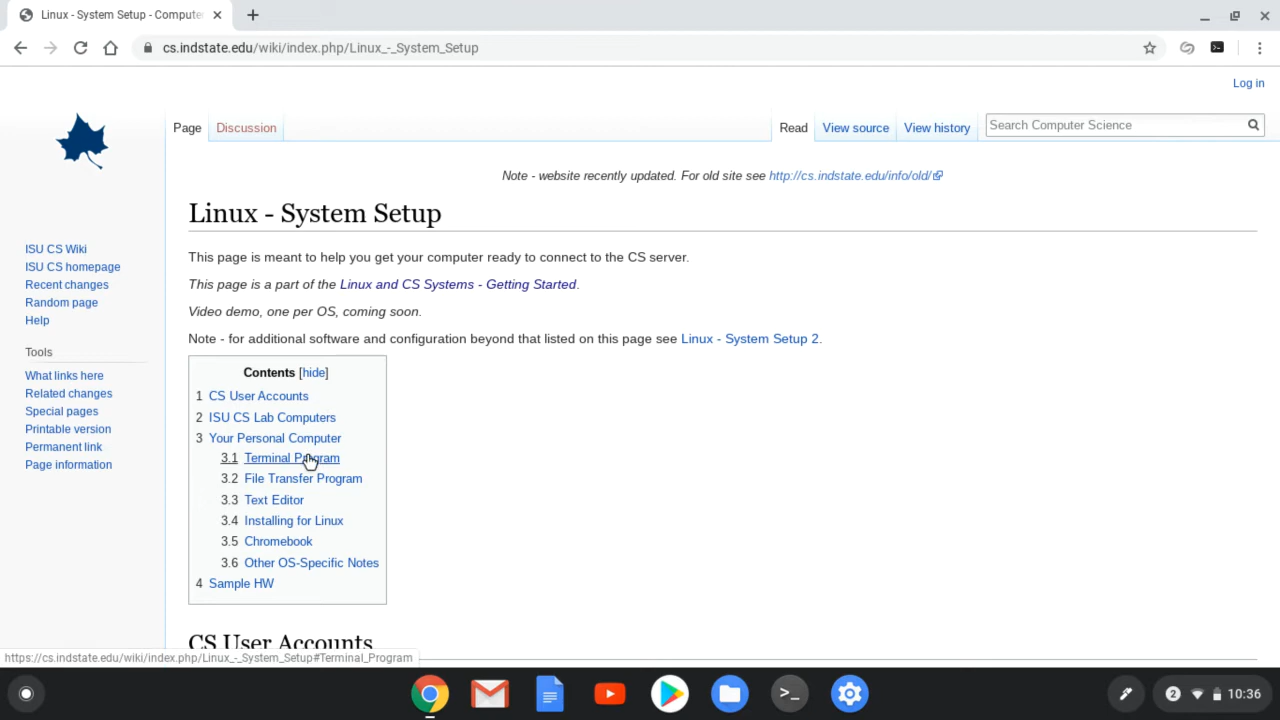 Linux - System Setup - Compute
cs.indstate.edu/wiki/index.php/Linux_-_System_Setup
Log in
Page
Discussion
Read
View source
View history
Search Computer Science
Note - website recently updated. For old site see http://cs.indstate.edu/info/old/
Linux - System Setup
This page is meant to help you get your computer ready to connect to the CS server.
This page is a part of the Linux and CS Systems - Getting Started.
Video demo, one per OS, coming soon.
Note - for additional software and configuration beyond that listed on this page see Linux - System Setup 2.
ISU CS Wiki
ISU CS homepage
Recent changes
Random page
Help
Tools
What links here
Related changes
Special pages
Printable version
Permanent link
Page information
Contents [hide]
1 CS User Accounts
2 ISU CS Lab Computers
3 Your Personal Computer
3.1 Terminal Program
3.2 File Transfer Program
3.3 Text Editor
3.4 Installing for Linux
3.5 Chromebook
3.6 Other OS-Specific Notes
4 Sample HW
CS User Accounts
https://cs.indstate.edu/wiki/index.php/Linux_-_System_Setup#Terminal_Program
>_
2
10:36